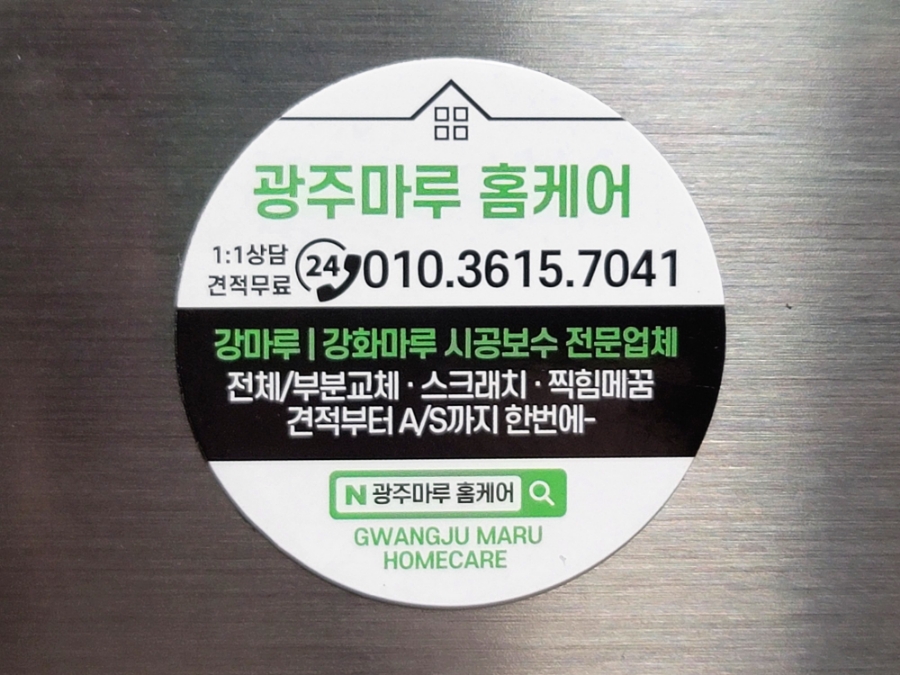 광주마루 홈케어
1:1상담
견적무료
24
010.3615.7041
강마루 | 강화마루 시공보수 전문업체
전체/부분교체 · 스크래치 · 찍힘메꿈
견적부터 A/S까지 한번에~
N 광주마루 홈케어
GWANGJU MARU
HOMECARE